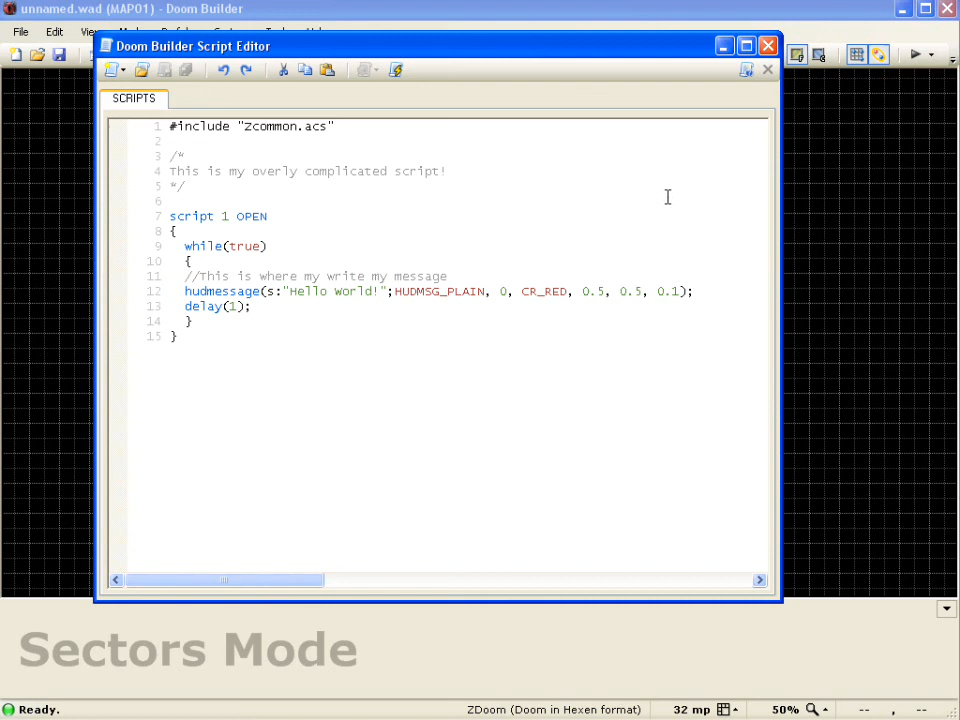 unnamed.wad (MAP01) - Doom Builder
File Edit
Doom Builder Script Editor
SCRIPTS
1 #include "zcommon.acs"
2
3 /*
4 This is my overly complicated script!
5 */
6
7 script 1 OPEN
8 {
9 while(true)
10 {
11 //This is where my write my message
12 hudmessage(s:"Hello World!";HUDMSG_PLAIN, 0, CR_RED, 0.5, 0.5, 0.1);
13 delay(1);
14 }
15 }
Sectors Mode
Ready. ZDoom (Doom in Hexen format) 32 mp 50% -- , --